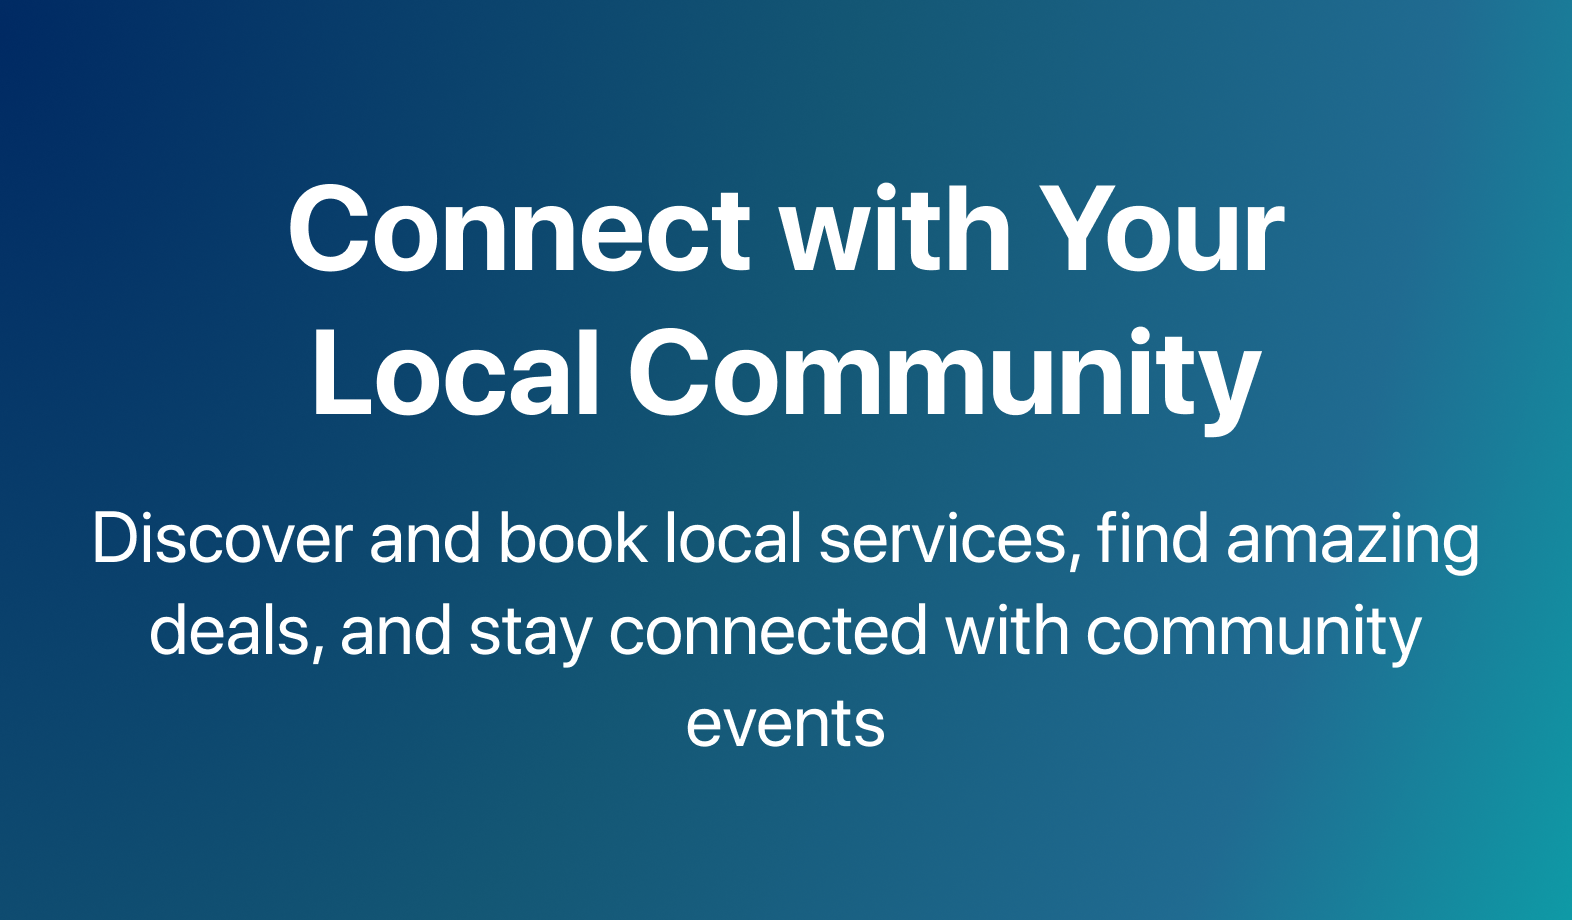 Connect with Your
Local Community
Discover and book local services, find amazing
deals, and stay connected with community
events